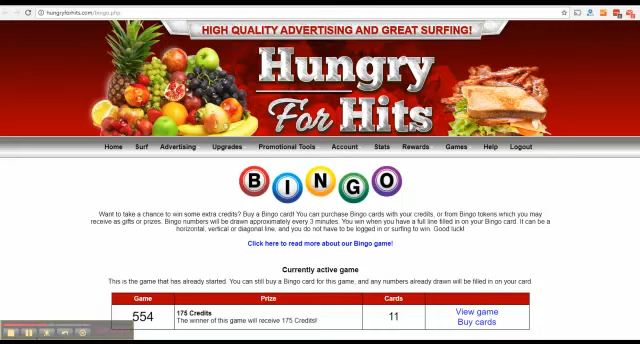 hungryforhits.com/bingo.php
HIGH QUALITY ADVERTISING AND GREAT SURFING!
Hungry
For Hits
Home Surf Advertising Upgrades Promotional Tools Account Stats Rewards Games Help Logout
BINGO
Want to take a chance to win some extra credits? Buy a Bingo card! You can purchase Bingo cards with your credits, or from Bingo tokens which you may
receive as gifts or prizes. Bingo numbers will be drawn approximately every 3 minutes. You win when you have a full line filled in on your Bingo card. It can be a
horizontal, vertical or diagonal line, and you do not have to be logged in or surfing to win. Good luck!
Click here to read more about our Bingo game!
Currently active game
This is the game that has already started. You can still buy a Bingo card for this game, and any numbers already drawn will be filled in on your card
Game Prize Cards
554
175 Credits
The winner of this game will receive 175 Credits!
11
View game
Buy cards